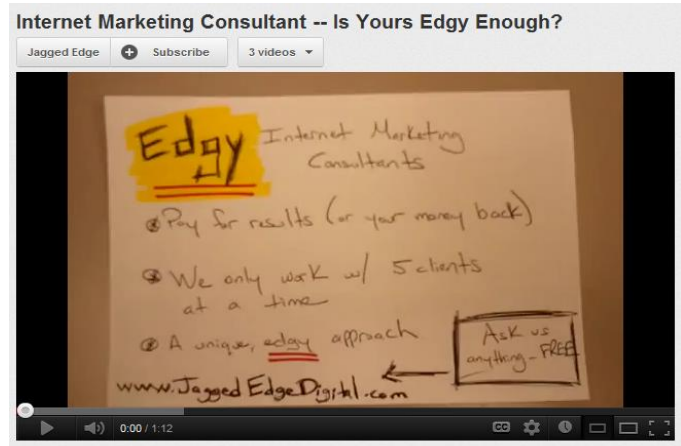 Internet Marketing Consultant -- Is Yours Edgy Enough?
Jagged Edge Subscribe 3 videos
Edgy Internet Marketing
Consultants
Pay for results (or your money back)
We only work w/ 5 clients
at a time
A unique, edgy approach
Ask us
anything - FREE
www.JaggedEdgeDigital.com
0:00 / 1:12
CC